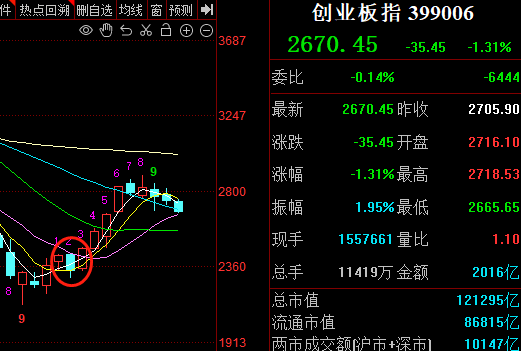 件 热点回溯 删自选 均线 窗 预测
创业板指 399006
2670.45 -35.45 -1.31%
委比 -0.14% -6444
最新 2670.45 昨收 2705.90
涨跌 -35.45 开盘 2716.10
涨幅 -1.31% 最高 2718.53
振幅 1.95% 最低 2665.65
现手 1557661 量比 1.10
总手 11419万 金额 2016亿
总市值 121295亿
流通市值 86815亿
两市成交额(沪市+深市) 10147亿
3687
3247
2800
2360
1913
6 7 8 9
5
4
3
1 2
8
9